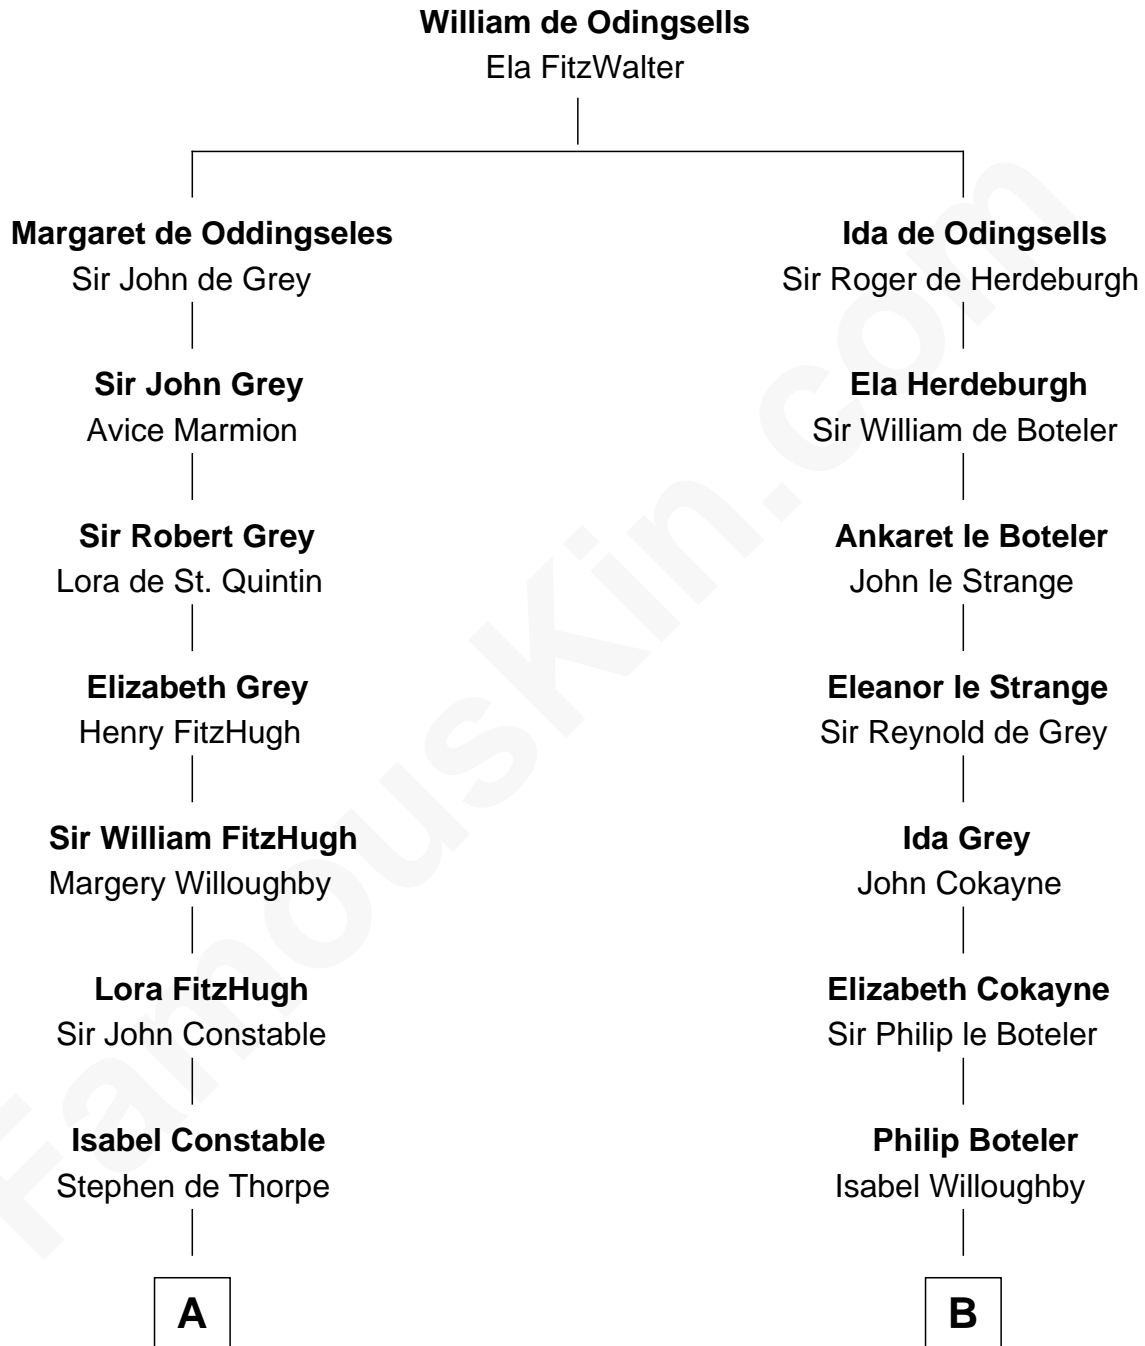 William de Odingsells
Ela FitzWalter
Margaret de Oddingseles
Sir John de Grey
Sir John Grey
Avice Marmion
Sir Robert Grey
Lora de St. Quintin
Elizabeth Grey
Henry FitzHugh
Sir William FitzHugh
Margery Willoughby
Lora FitzHugh
Sir John Constable
Isabel Constable
Stephen de Thorpe
A
Ida de Odingsells
Sir Roger de Herdeburgh
Ela Herdeburgh
Sir William de Boteler
Ankaret le Boteler
John le Strange
Eleanor le Strange
Sir Reynold de Grey
Ida Grey
John Cokayne
Elizabeth Cokayne
Sir Philip le Boteler
Philip Boteler
Isabel Willoughby
B
FamousKin.com